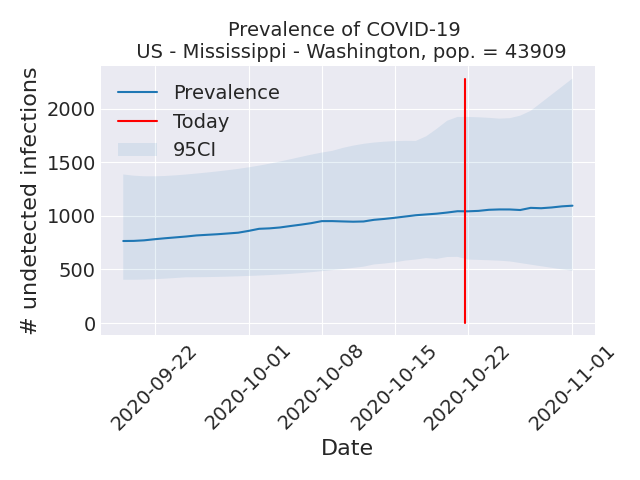 Prevalence of COVID-19
US - Mississippi - Washington, pop. = 43909
# undetected infections
2000
1500
1000
500
0
Prevalence
Today
95CI
2020-09-22
2020-10-01
2020-10-08
2020-10-15
2020-10-22
2020-11-01
Date